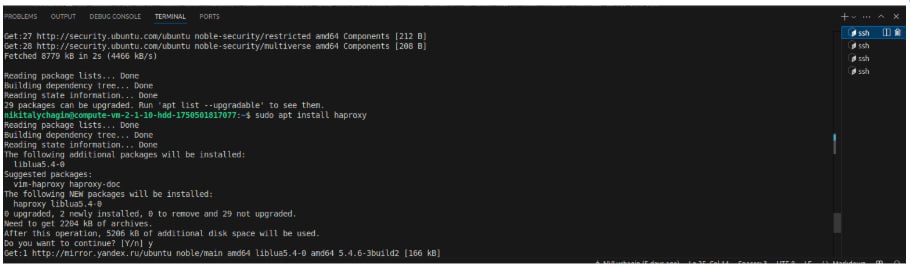 PROBLEMS OUTPUT DEBUG CONSOLE TERMINAL PORTS
Get:27 http://security.ubuntu.com/ubuntu noble-security/restricted amd64 Components [212 B]
Get:28 http://security.ubuntu.com/ubuntu noble-security/multiverse amd64 Components [208 B]
Fetched 8779 kB in 2s (4466 kB/s)
Reading package lists... Done
Building dependency tree... Done
Reading state information... Done
29 packages can be upgraded. Run 'apt list --upgradable' to see them.
nikitalychagin@compute-vm-2-1-10-hdd-1750501817077:~$ sudo apt install haproxy
Reading package lists... Done
Building dependency tree... Done
Reading state information... Done
The following additional packages will be installed:
liblua5.4-0
Suggested packages:
vim-haproxy haproxy-doc
The following NEW packages will be installed:
haproxy liblua5.4-0
0 upgraded, 2 newly installed, 0 to remove and 29 not upgraded.
Need to get 2204 kB of archives.
After this operation, 5206 kB of additional disk space will be used.
Do you want to continue? [Y/n] y
Get:1 http://mirror.yandex.ru/ubuntu noble/main amd64 liblua5.4-0 amd64 5.4.6-3build2 [166 kB]
ssh
ssh
ssh
ssh